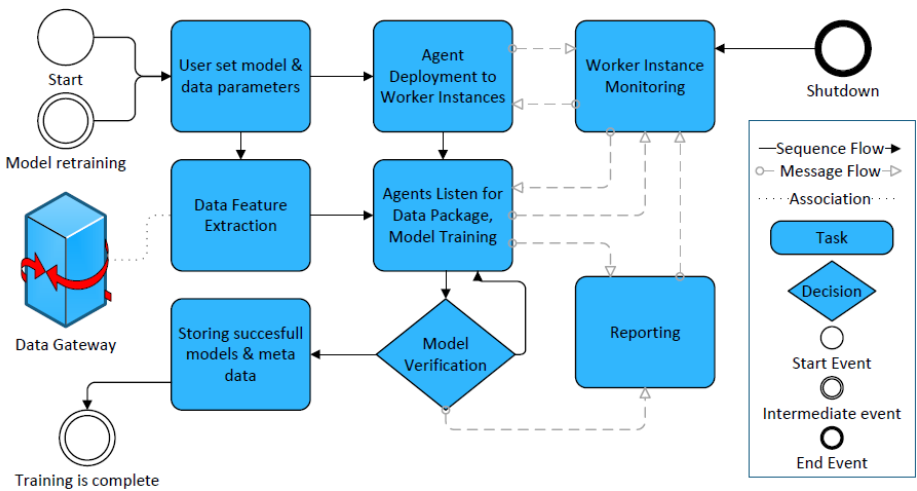 Start
Model retraining
User set model &
data parameters
Agent
Deployment to
Worker Instances
Worker Instance
Monitoring
Shutdown
Data Feature
Extraction
Agents Listen for
Data Package,
Model Training
Data Gateway
Storing succesfull
models & meta
data
Model
Verification
Reporting
Training is complete
Sequence Flow
Message Flow
Association
Task
Decision
Start Event
Intermediate event
End Event